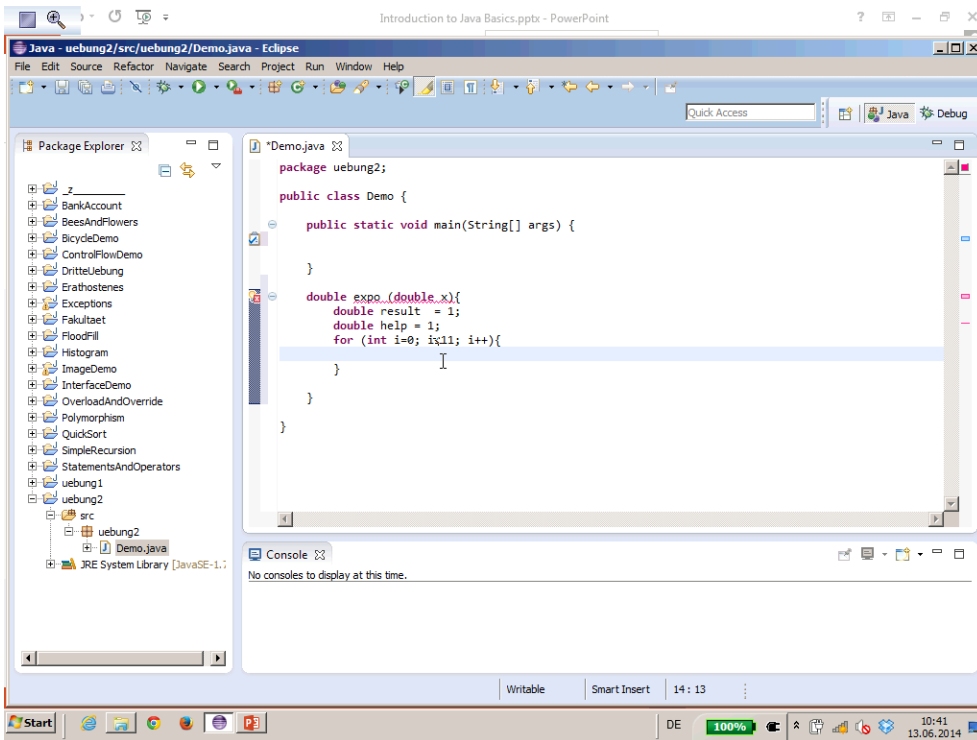 Introduction to Java Basics.pptx - PowerPoint
Java - uebung2/src/uebung2/Demo.java - Eclipse
File Edit Source Refactor Navigate Search Project Run Window Help
Quick Access
Java
Debug
Package Explorer
_z_________
BankAccount
BeesAndFlowers
BicycleDemo
ControlFlowDemo
DritteUebung
Erathostenes
Exceptions
Fakultaet
FloodFill
Histogram
ImageDemo
InterfaceDemo
OverloadAndOverride
Polymorphism
QuickSort
SimpleRecursion
StatementsAndOperators
uebung1
uebung2
src
uebung2
Demo.java
JRE System Library [JavaSE-1.7
*Demo.java
package uebung2;
public class Demo {
public static void main(String[] args) {
}
double expo (double x){
double result  = 1;
double help = 1;
for (int i=0; i<11; i++){
}
}
}
Console
No consoles to display at this time.
Writable
Smart Insert
14 : 13
Start
DE
100%
10:41
13.06.2014